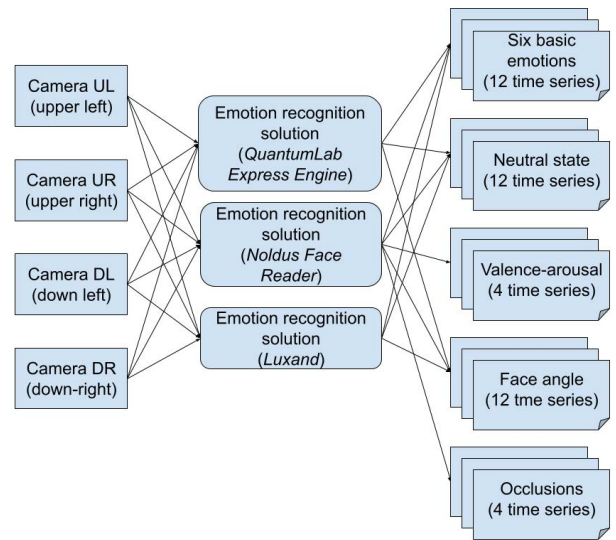 Camera UL
(upper left)
Camera UR
(upper right)
Camera DL
(down left)
Camera DR
(down-right)
Emotion recognition
solution
(QuantumLab
Express Engine)
Emotion recognition
solution
(Noldus Face
Reader)
Emotion recognition
solution
(Luxand)
Six basic
emotions
(12 time series)
Neutral state
(12 time series)
Valence-arousal
(4 time series)
Face angle
(12 tme series)
Occlusions
(4 time series)